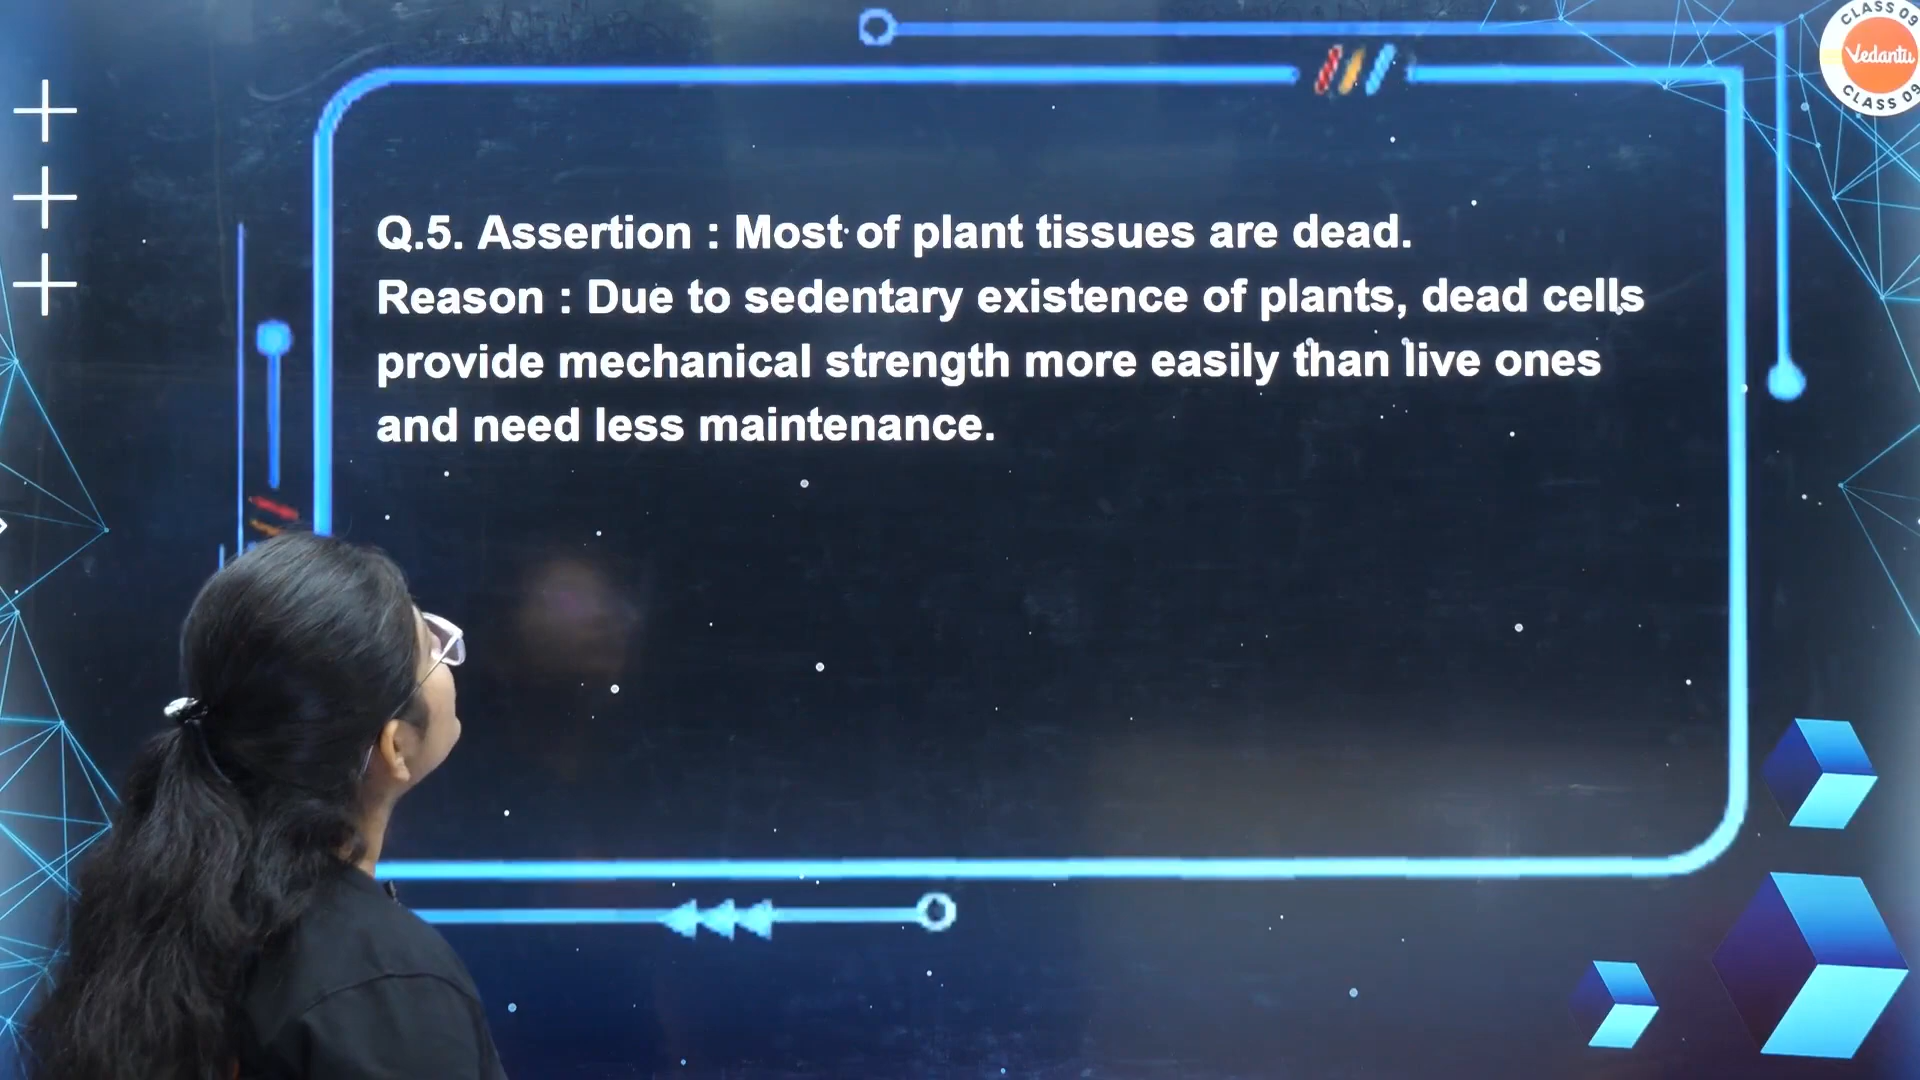 CLASS 09
Vedantu
CLASS 09
Q.5. Assertion : Most of plant tissues are dead.
Reason : Due to sedentary existence of plants, dead cells
provide mechanical strength more easily than live ones
and need less maintenance.